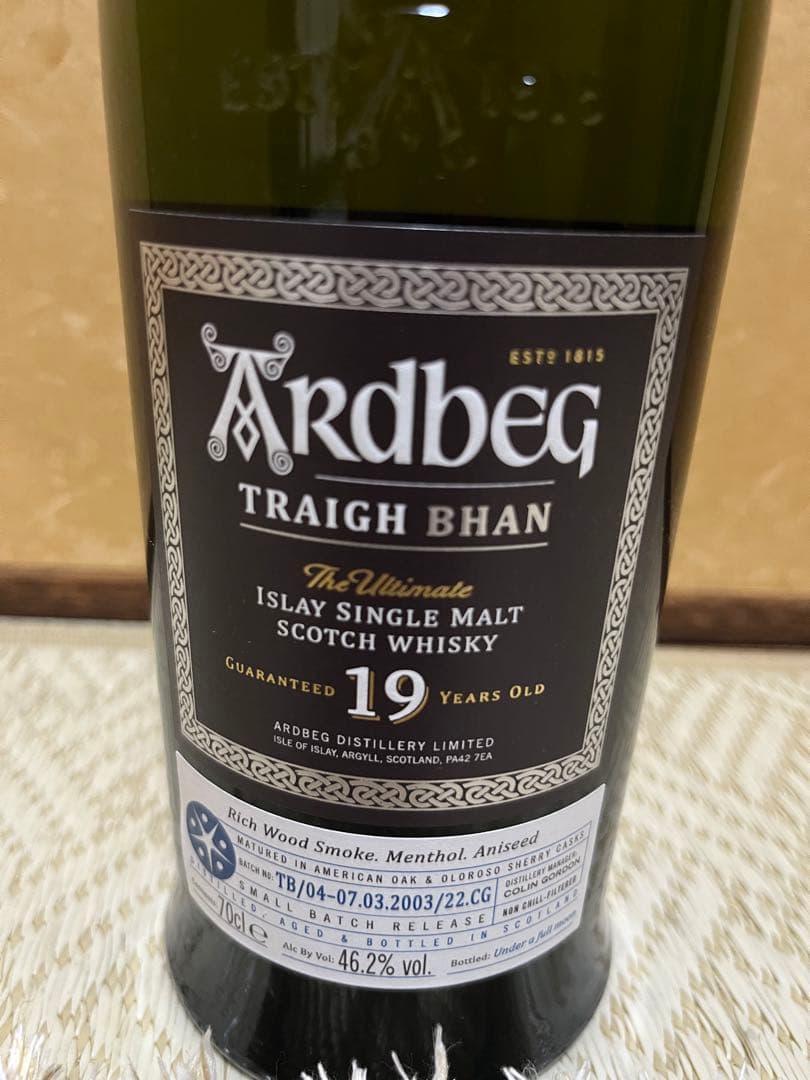 ESTD 1815
ESTD 1815
ARDBEG
TRAIGH BHAN
The Ultimate
ISLAY SINGLE MALT
SCOTCH WHISKY
GUARANTEED 19 YEARS OLD
ARDBEG DISTILLERY LIMITED
ISLE OF ISLAY, ARGYLL, SCOTLAND, PA42 7EA
Rich Wood Smoke. Menthol. Aniseed
MATURED IN AMERICAN OAK & OLOROSO SHERRY CASKS
BATCH NO: TB/04-07.03.2003/22.CG
DISTILLERY MANAGER:
COLIN GORDON
SMALL BATCH RELEASE
NON CHILL-FILTERED
DISTILLED, AGED & BOTTLED IN SCOTLAND
70cl e
Alc By Vol: 46.2% vol.
Bottled: Under a full moon